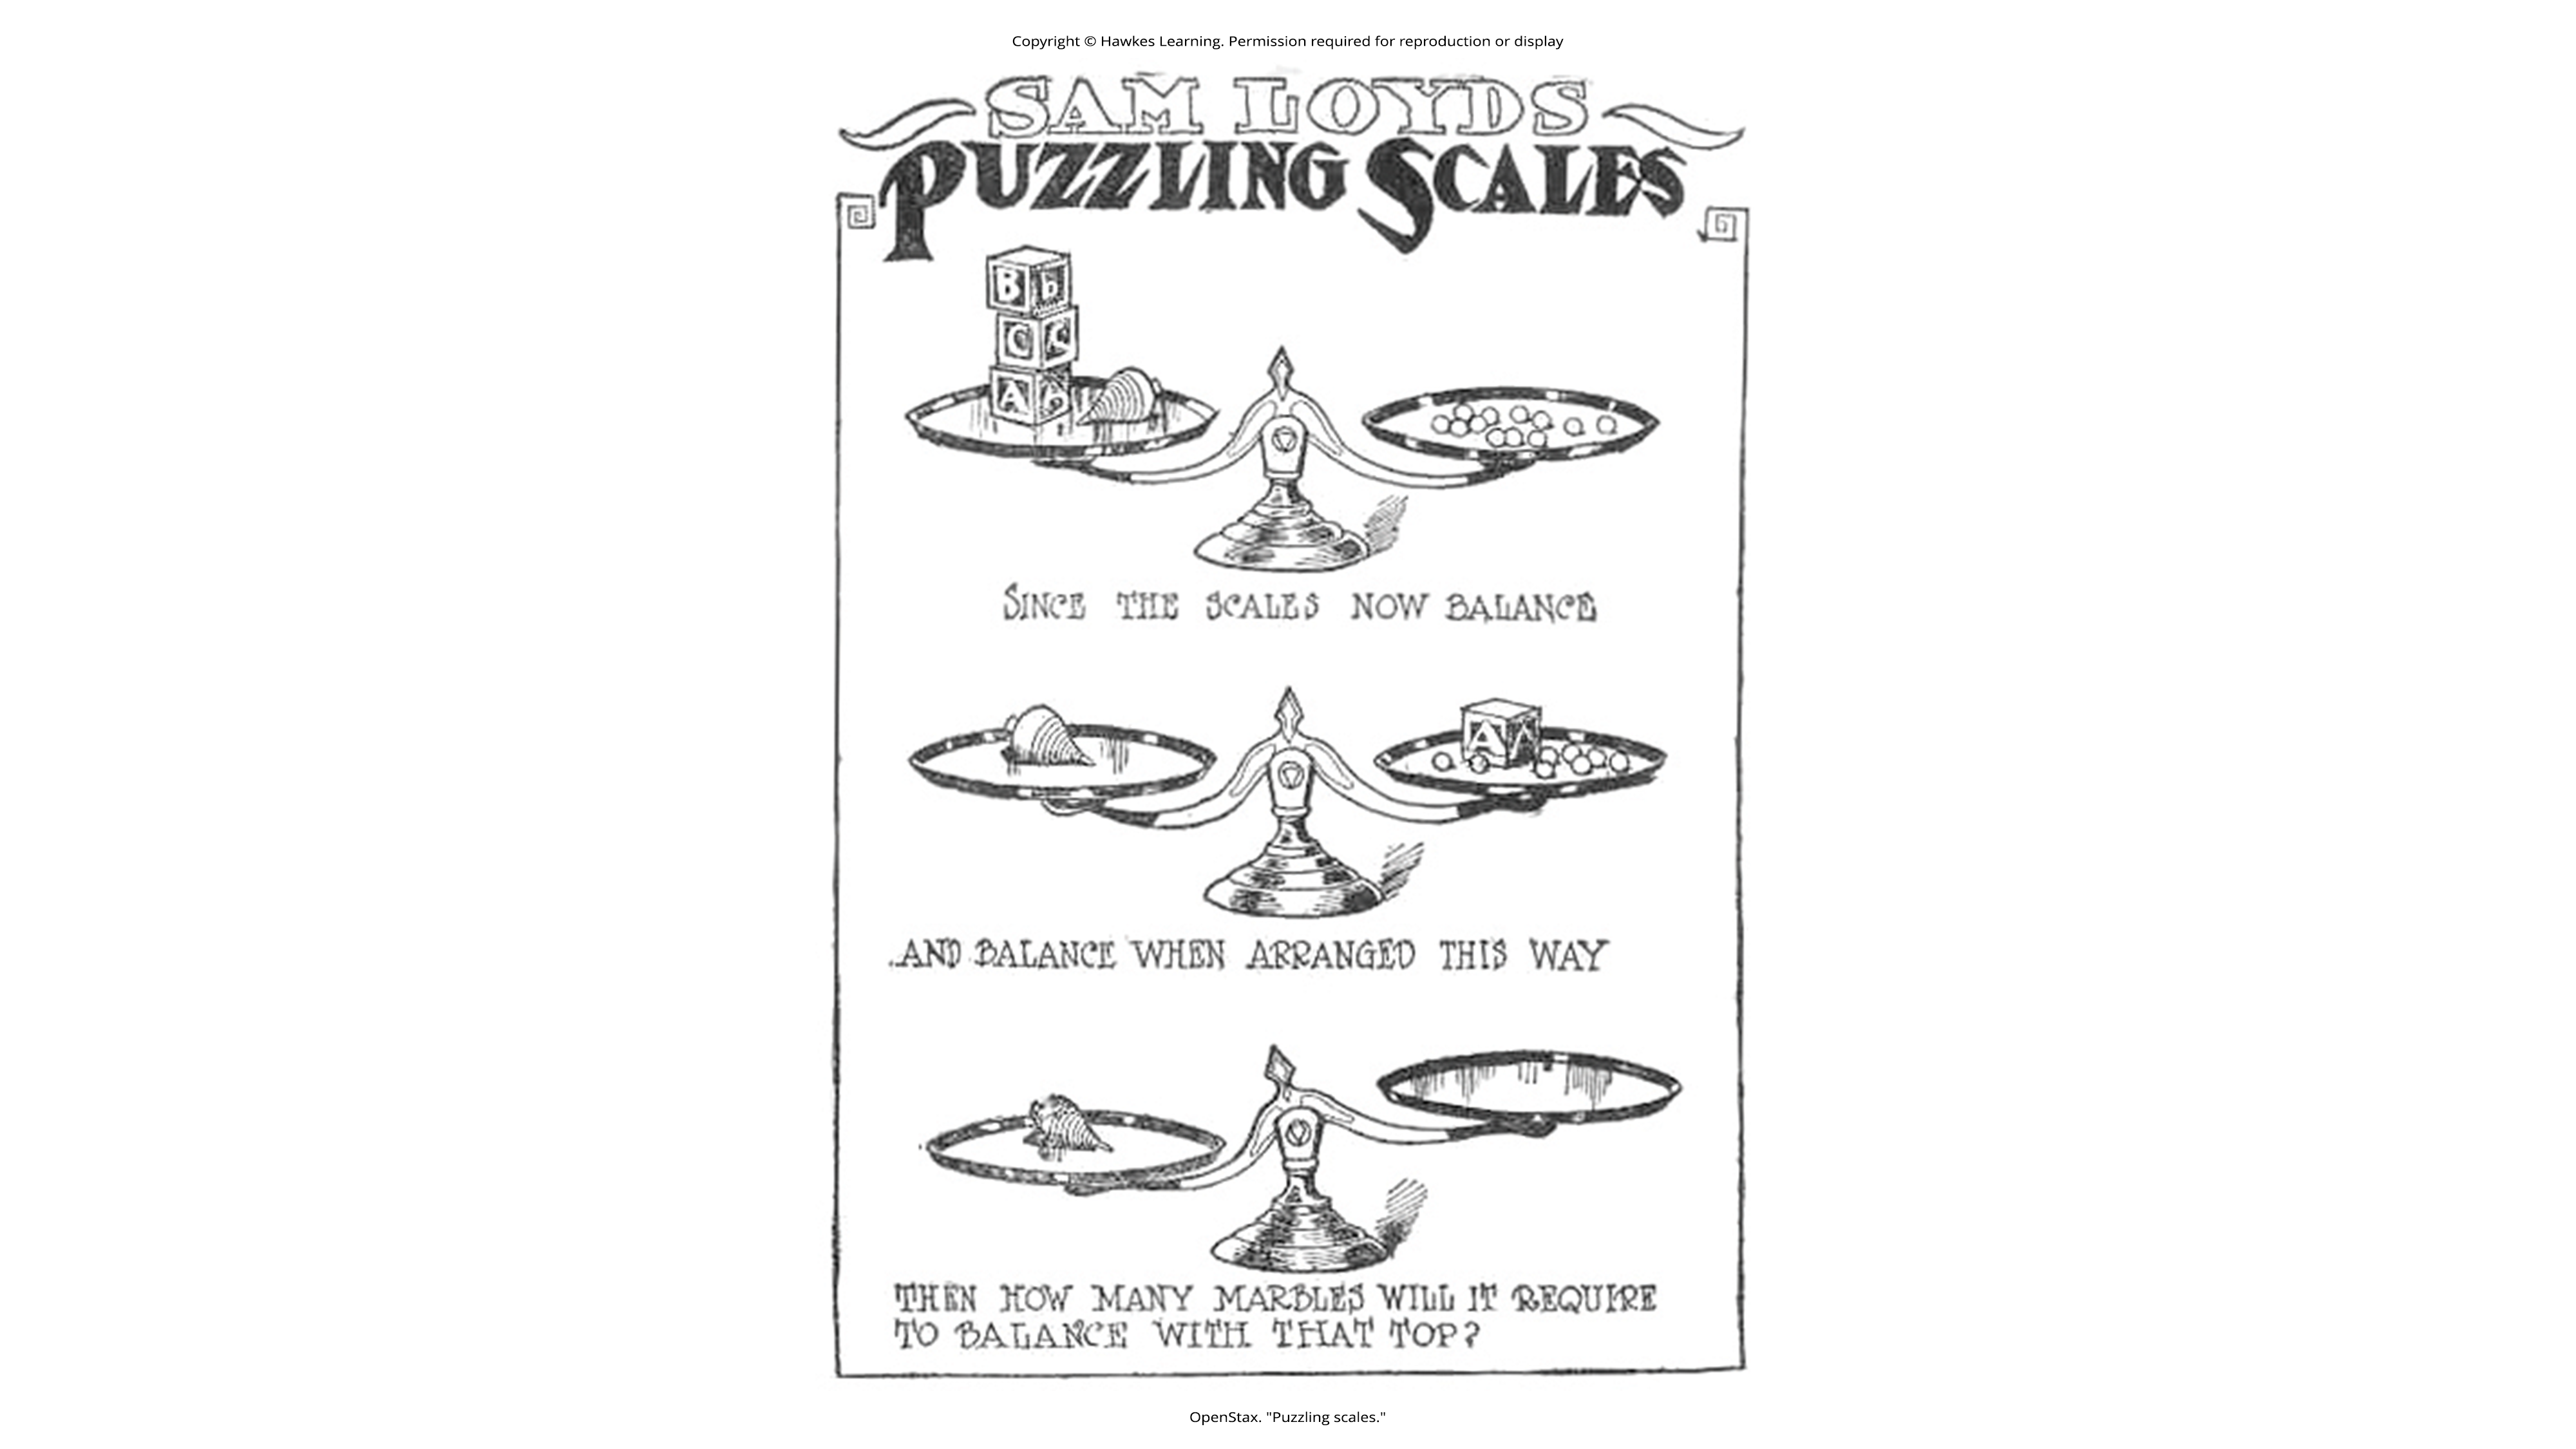 Copyright © Hawkes Learning. Permission required for reproduction or display
SAM LOYDS
PUZZLING SCALES
B b
C C
A A
SINCE THE SCALES NOW BALANCE
A A
AND BALANCE WHEN ARRANGED THIS WAY
THEN HOW MANY MARBLES WILL IT REQUIRE
TO BALANCE WITH THAT TOP?
OpenStax. "Puzzling scales."